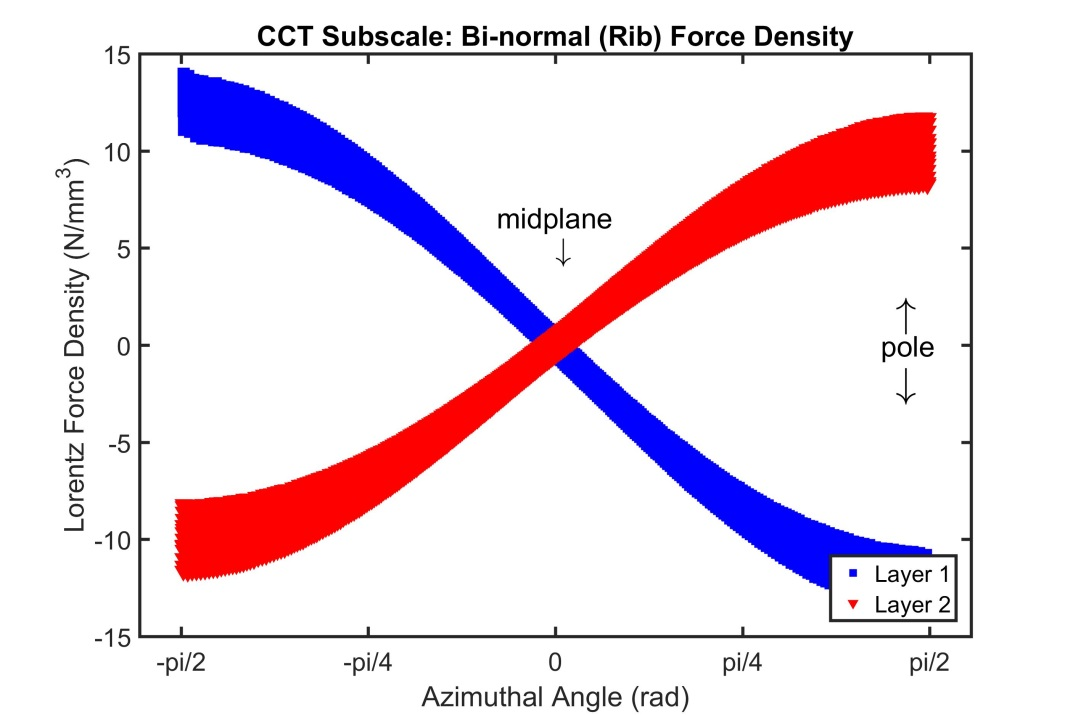 CCT Subscale: Bi-normal (Rib) Force Density
Lorentz Force Density (N/mm³)
15
10
5
0
-5
-10
-15
midplane
↓
↑
pole
↓
Layer 1
Layer 2
-pi/2
-pi/4
0
pi/4
pi/2
Azimuthal Angle (rad)